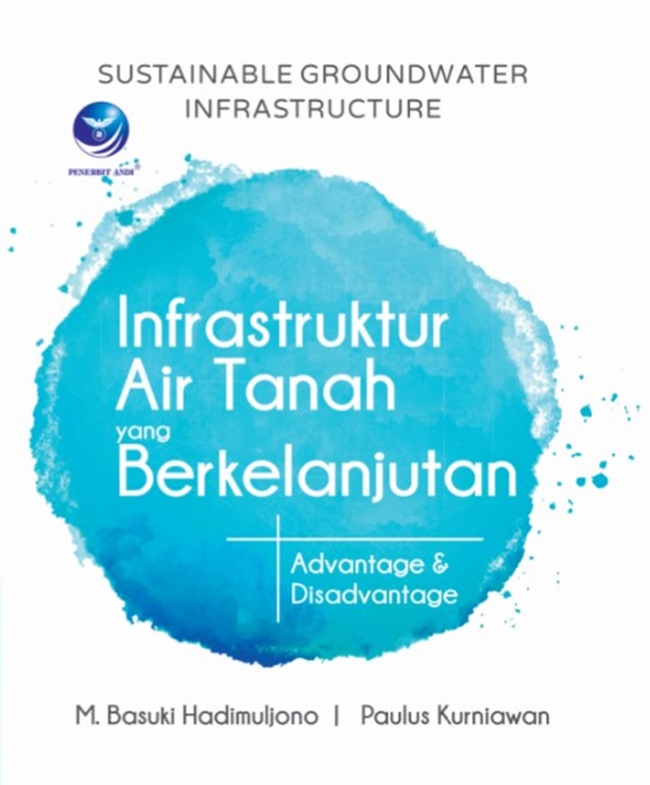 SUSTAINABLE GROUNDWATER
INFRASTRUCTURE
PENERBIT ANDI®
Infrastruktur
Air Tanah
yang
Berkelanjutan
Advantage &
Disadvantage
M. Basuki Hadimuljono | Paulus Kurniawan